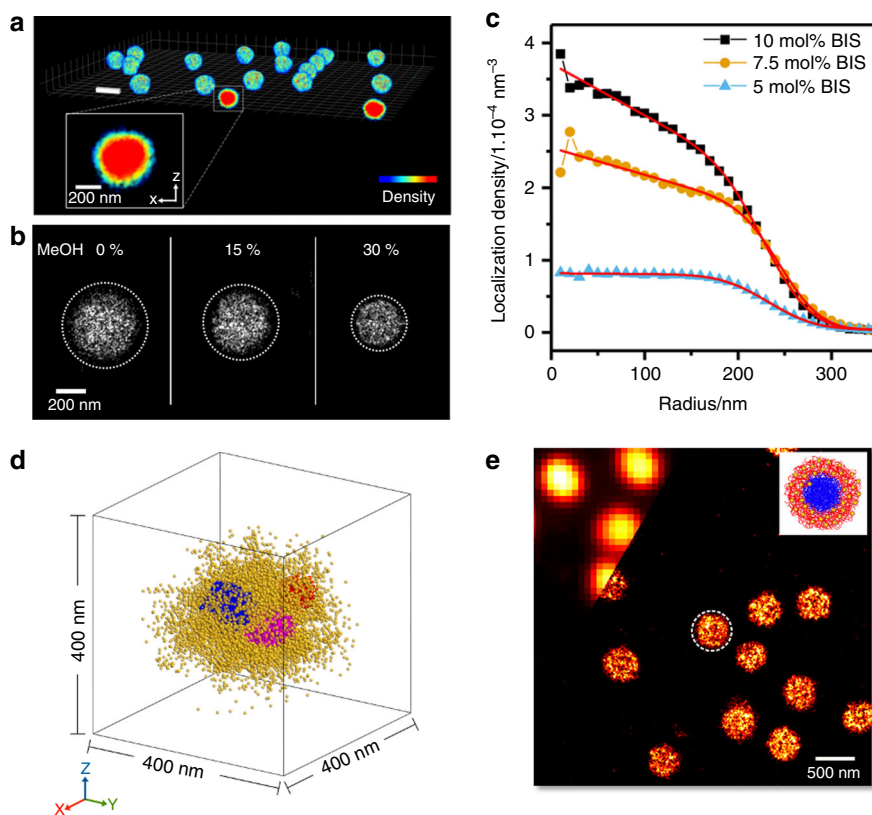 a
200 nm
z
x
Density
b
MeOH 0 % 15 % 30 %
200 nm
c
10 mol% BIS
7.5 mol% BIS
5 mol% BIS
Localization density/1.10⁻⁴ nm⁻³
4
3
2
1
0
0 100 200 300
Radius/nm
d
400 nm
400 nm
400 nm
Z
X
Y
e
500 nm